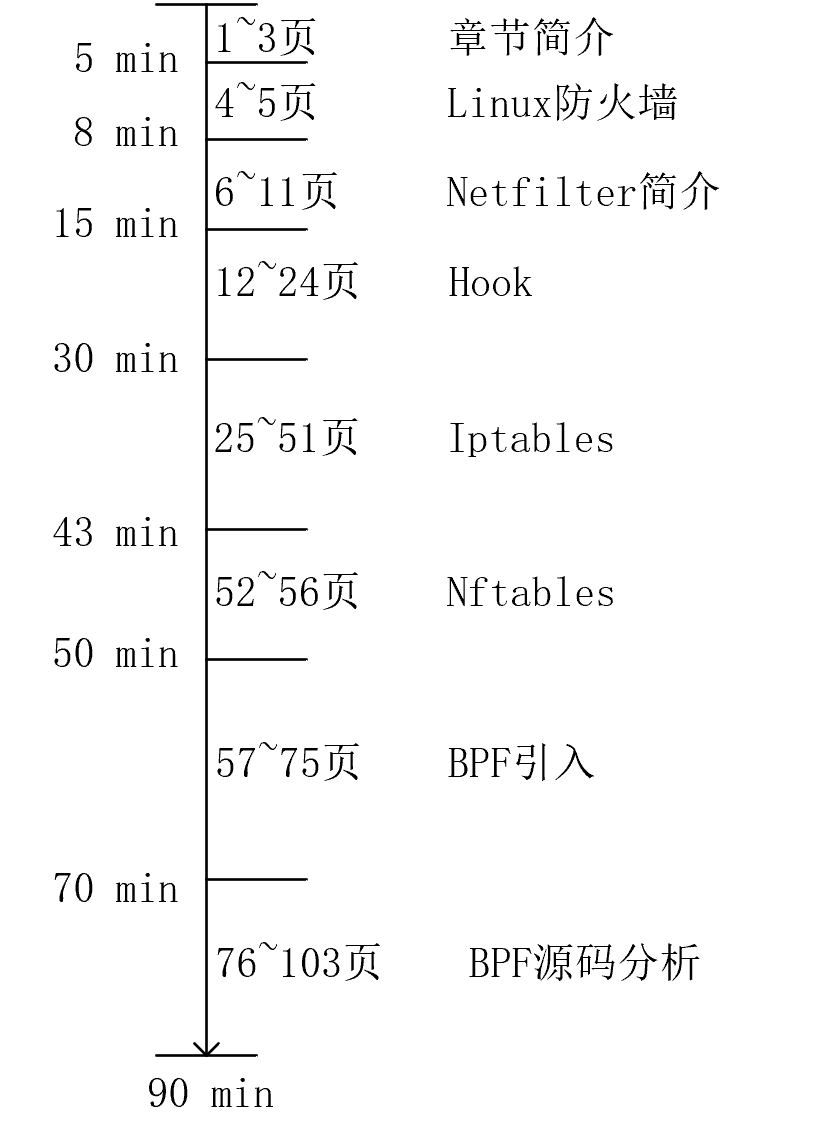 1~3页 章节简介
5 min
4~5页 Linux防火墙
8 min
6~11页 Netfilter简介
15 min
12~24页 Hook
30 min
25~51页 Iptables
43 min
52~56页 Nftables
50 min
57~75页 BPF引入
70 min
76~103页 BPF源码分析
90 min